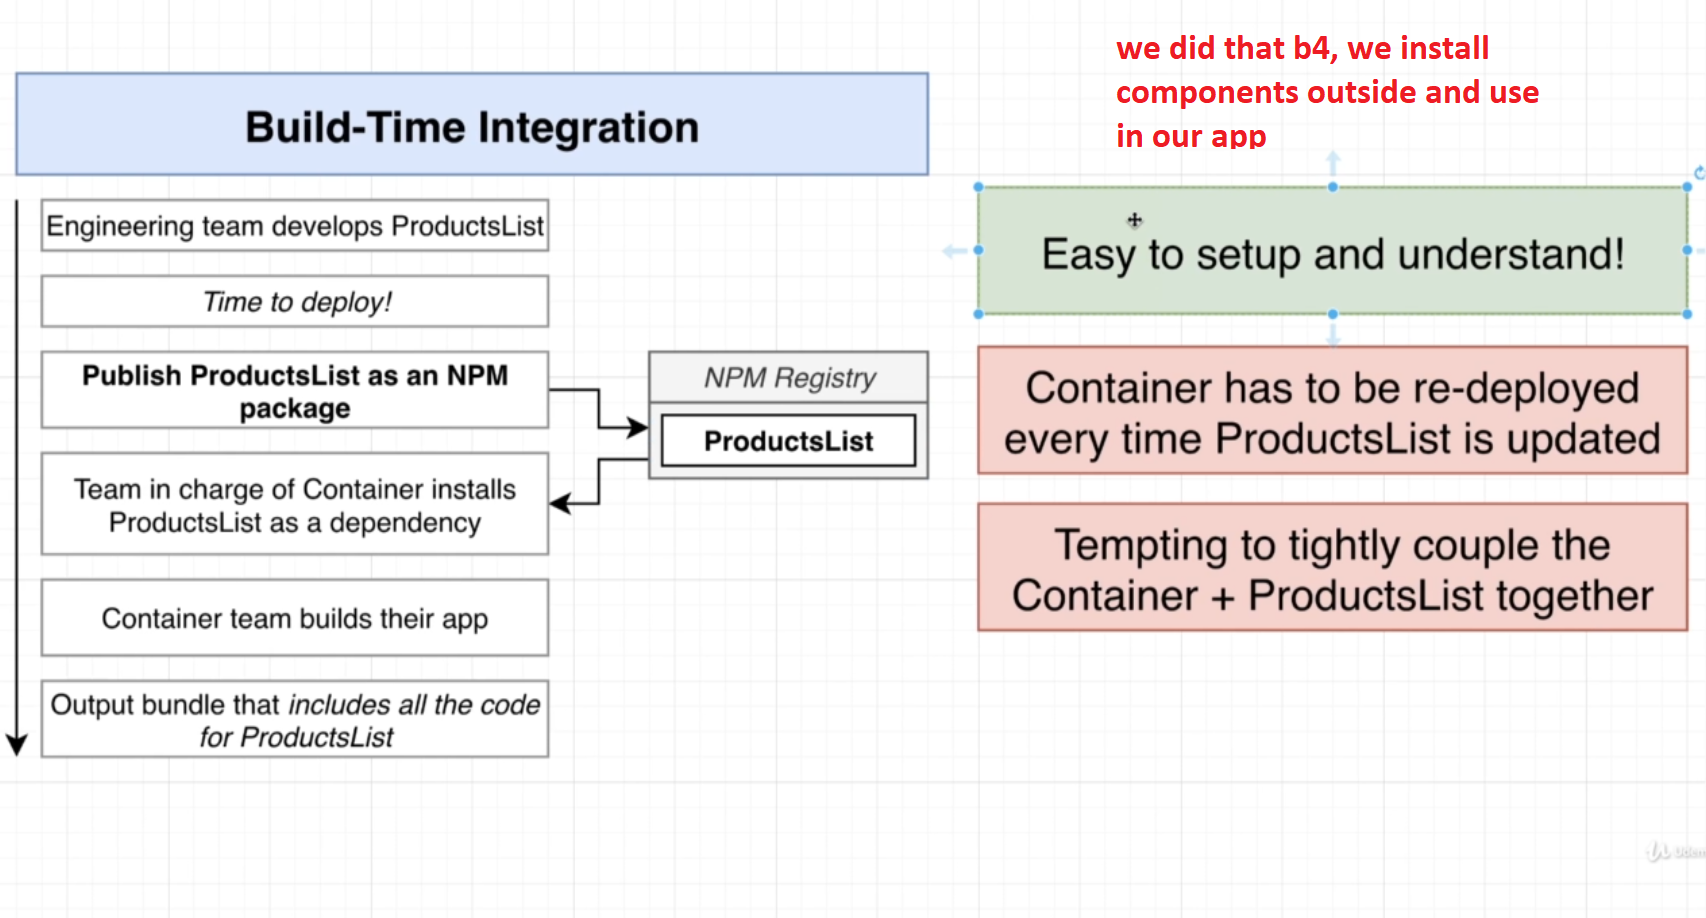 we did that b4, we install
components outside and use
in our app
Build-Time Integration
Engineering team develops ProductsList
Time to deploy!
Publish ProductsList as an NPM
package
NPM Registry
ProductsList
Team in charge of Container installs
ProductsList as a dependency
Container team builds their app
Output bundle that includes all the code
for ProductsList
Easy to setup and understand!
Container has to be re-deployed
every time ProductsList is updated
Tempting to tightly couple the
Container + ProductsList together